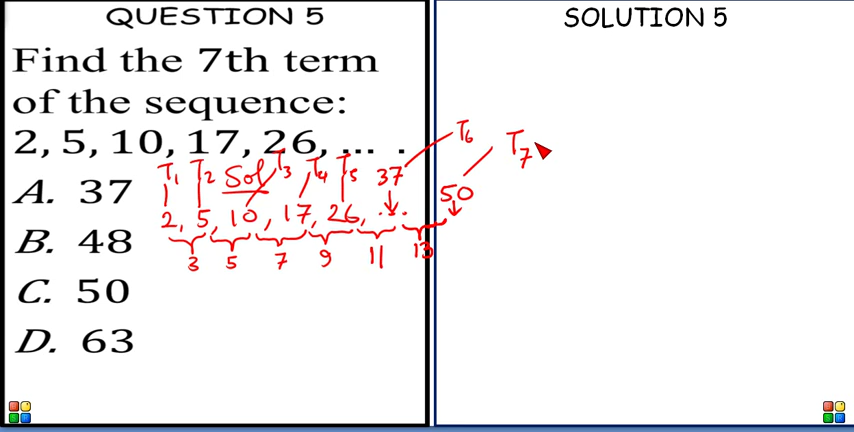 QUESTION 5
Find the 7th term
of the sequence:
2, 5, 10, 17, 26, ... .
A. 37
B. 48
C. 50
D. 63
Sol
T1 T2 T3 T4 T5 37 T6
2, 5, 10, 17, 26, ... 50 T7
3 5 7 9 11 13
SOLUTION 5